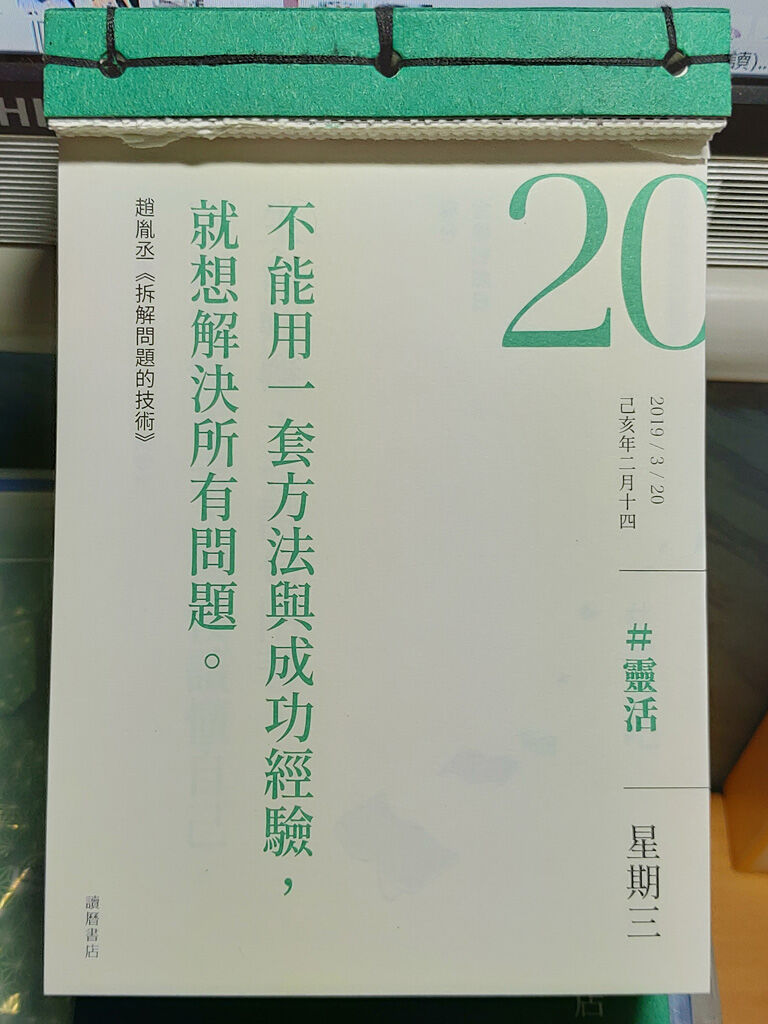 20
2019 / 3 / 20
己亥年二月十四
#靈活
星期三
不能用一套方法與成功經驗，
就想解決所有問題。
趙胤丞《拆解問題的技術》
讀曆書店
讀)..
店